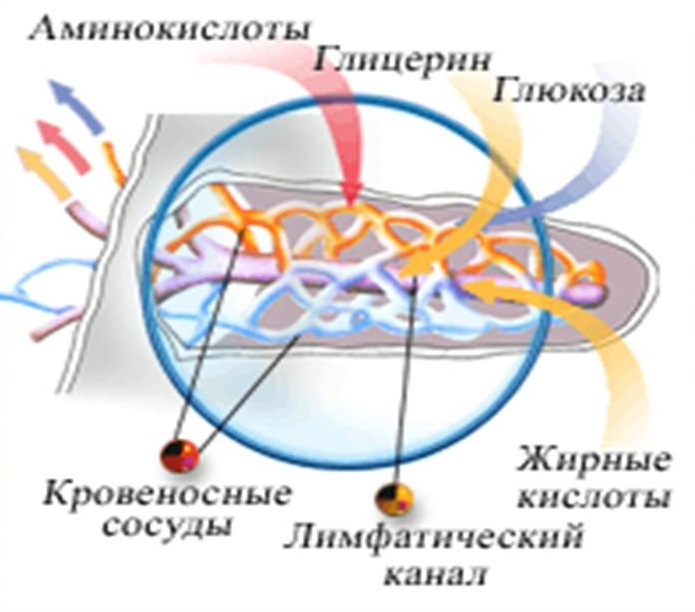 Аминокислоты
Глицерин
Глюкоза
Жирные
кислоты
Кровеносные
сосуды
Лимфатический
канал